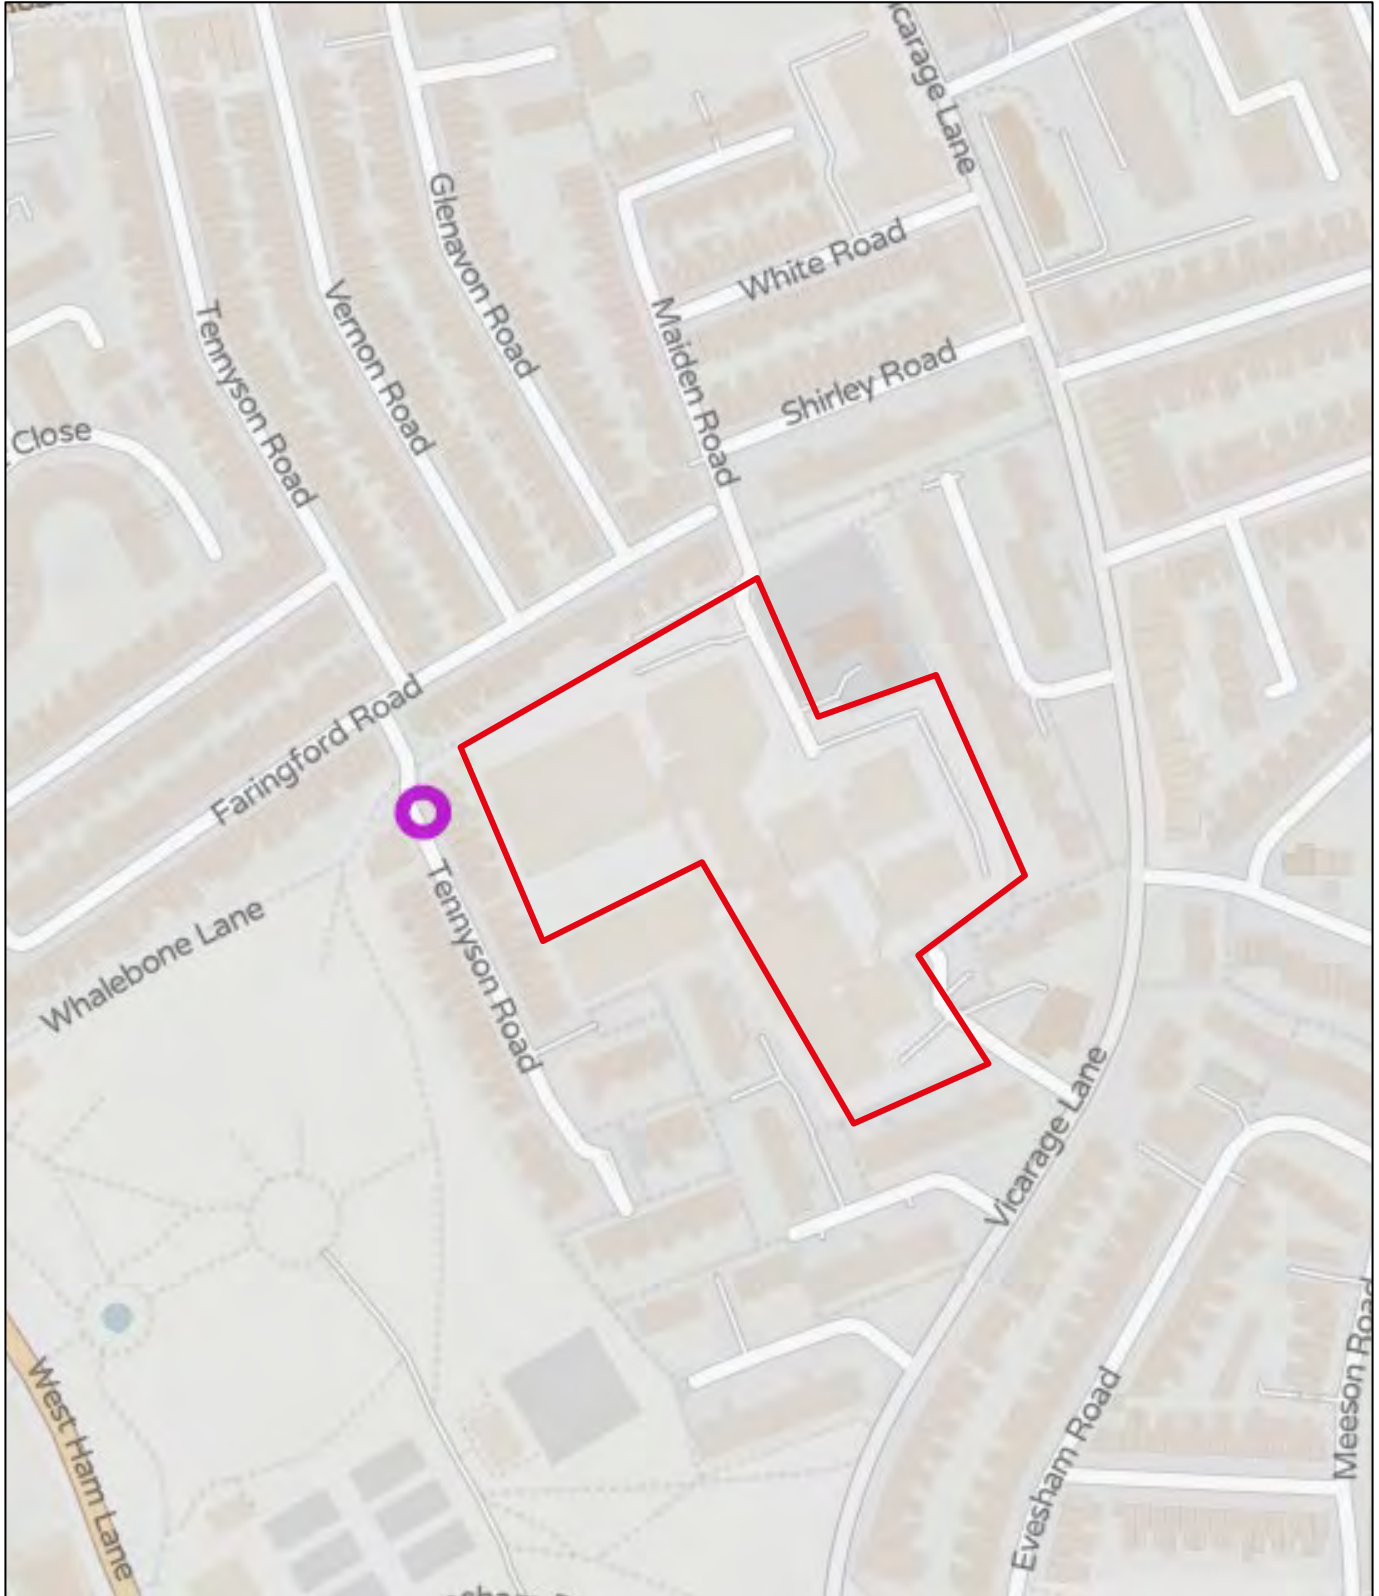 icarage Lane
Glenavon Road
White Road
Vernon Road
Tennyson Road
Maiden Road
Shirley Road
Close
Faringford Road
Tennyson Road
Whalebone Lane
Vicarage Lane
West Ham Lane
Evesham Road
Meeson Road